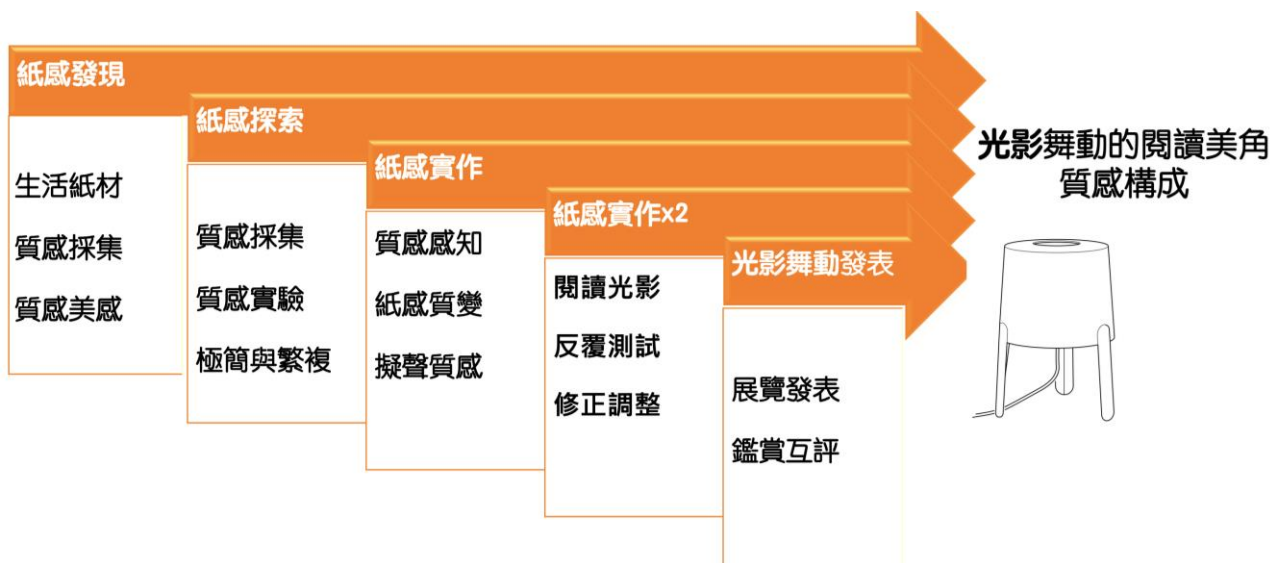 紙感發現
生活紙材
質感採集
質感美感
紙感探索
質感採集
質感實驗
極簡與繁複
紙感實作
質感感知
紙感質變
擬聲質感
紙感實作x2
閱讀光影
反覆測試
修正調整
光影舞動發表
展覽發表
鑑賞互評
光影舞動的閱讀美角
質感構成